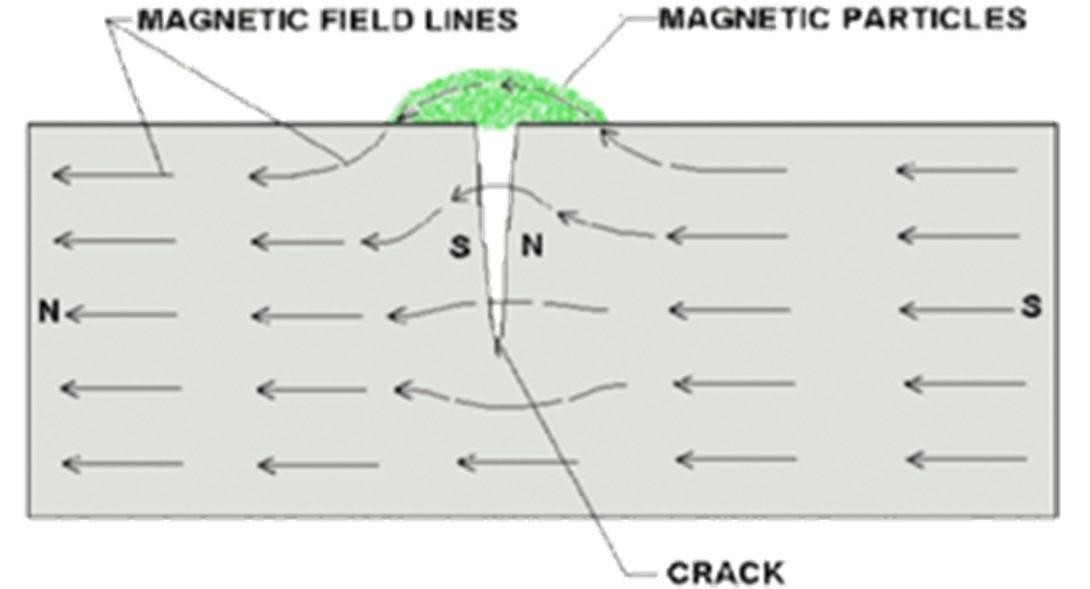 MAGNETIC FIELD LINES
MAGNETIC PARTICLES
S N
N
S
CRACK